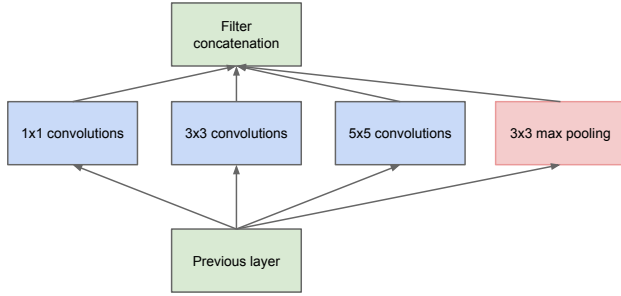 Filter
concatenation
1x1 convolutions
3x3 convolutions
5x5 convolutions
3x3 max pooling
Previous layer